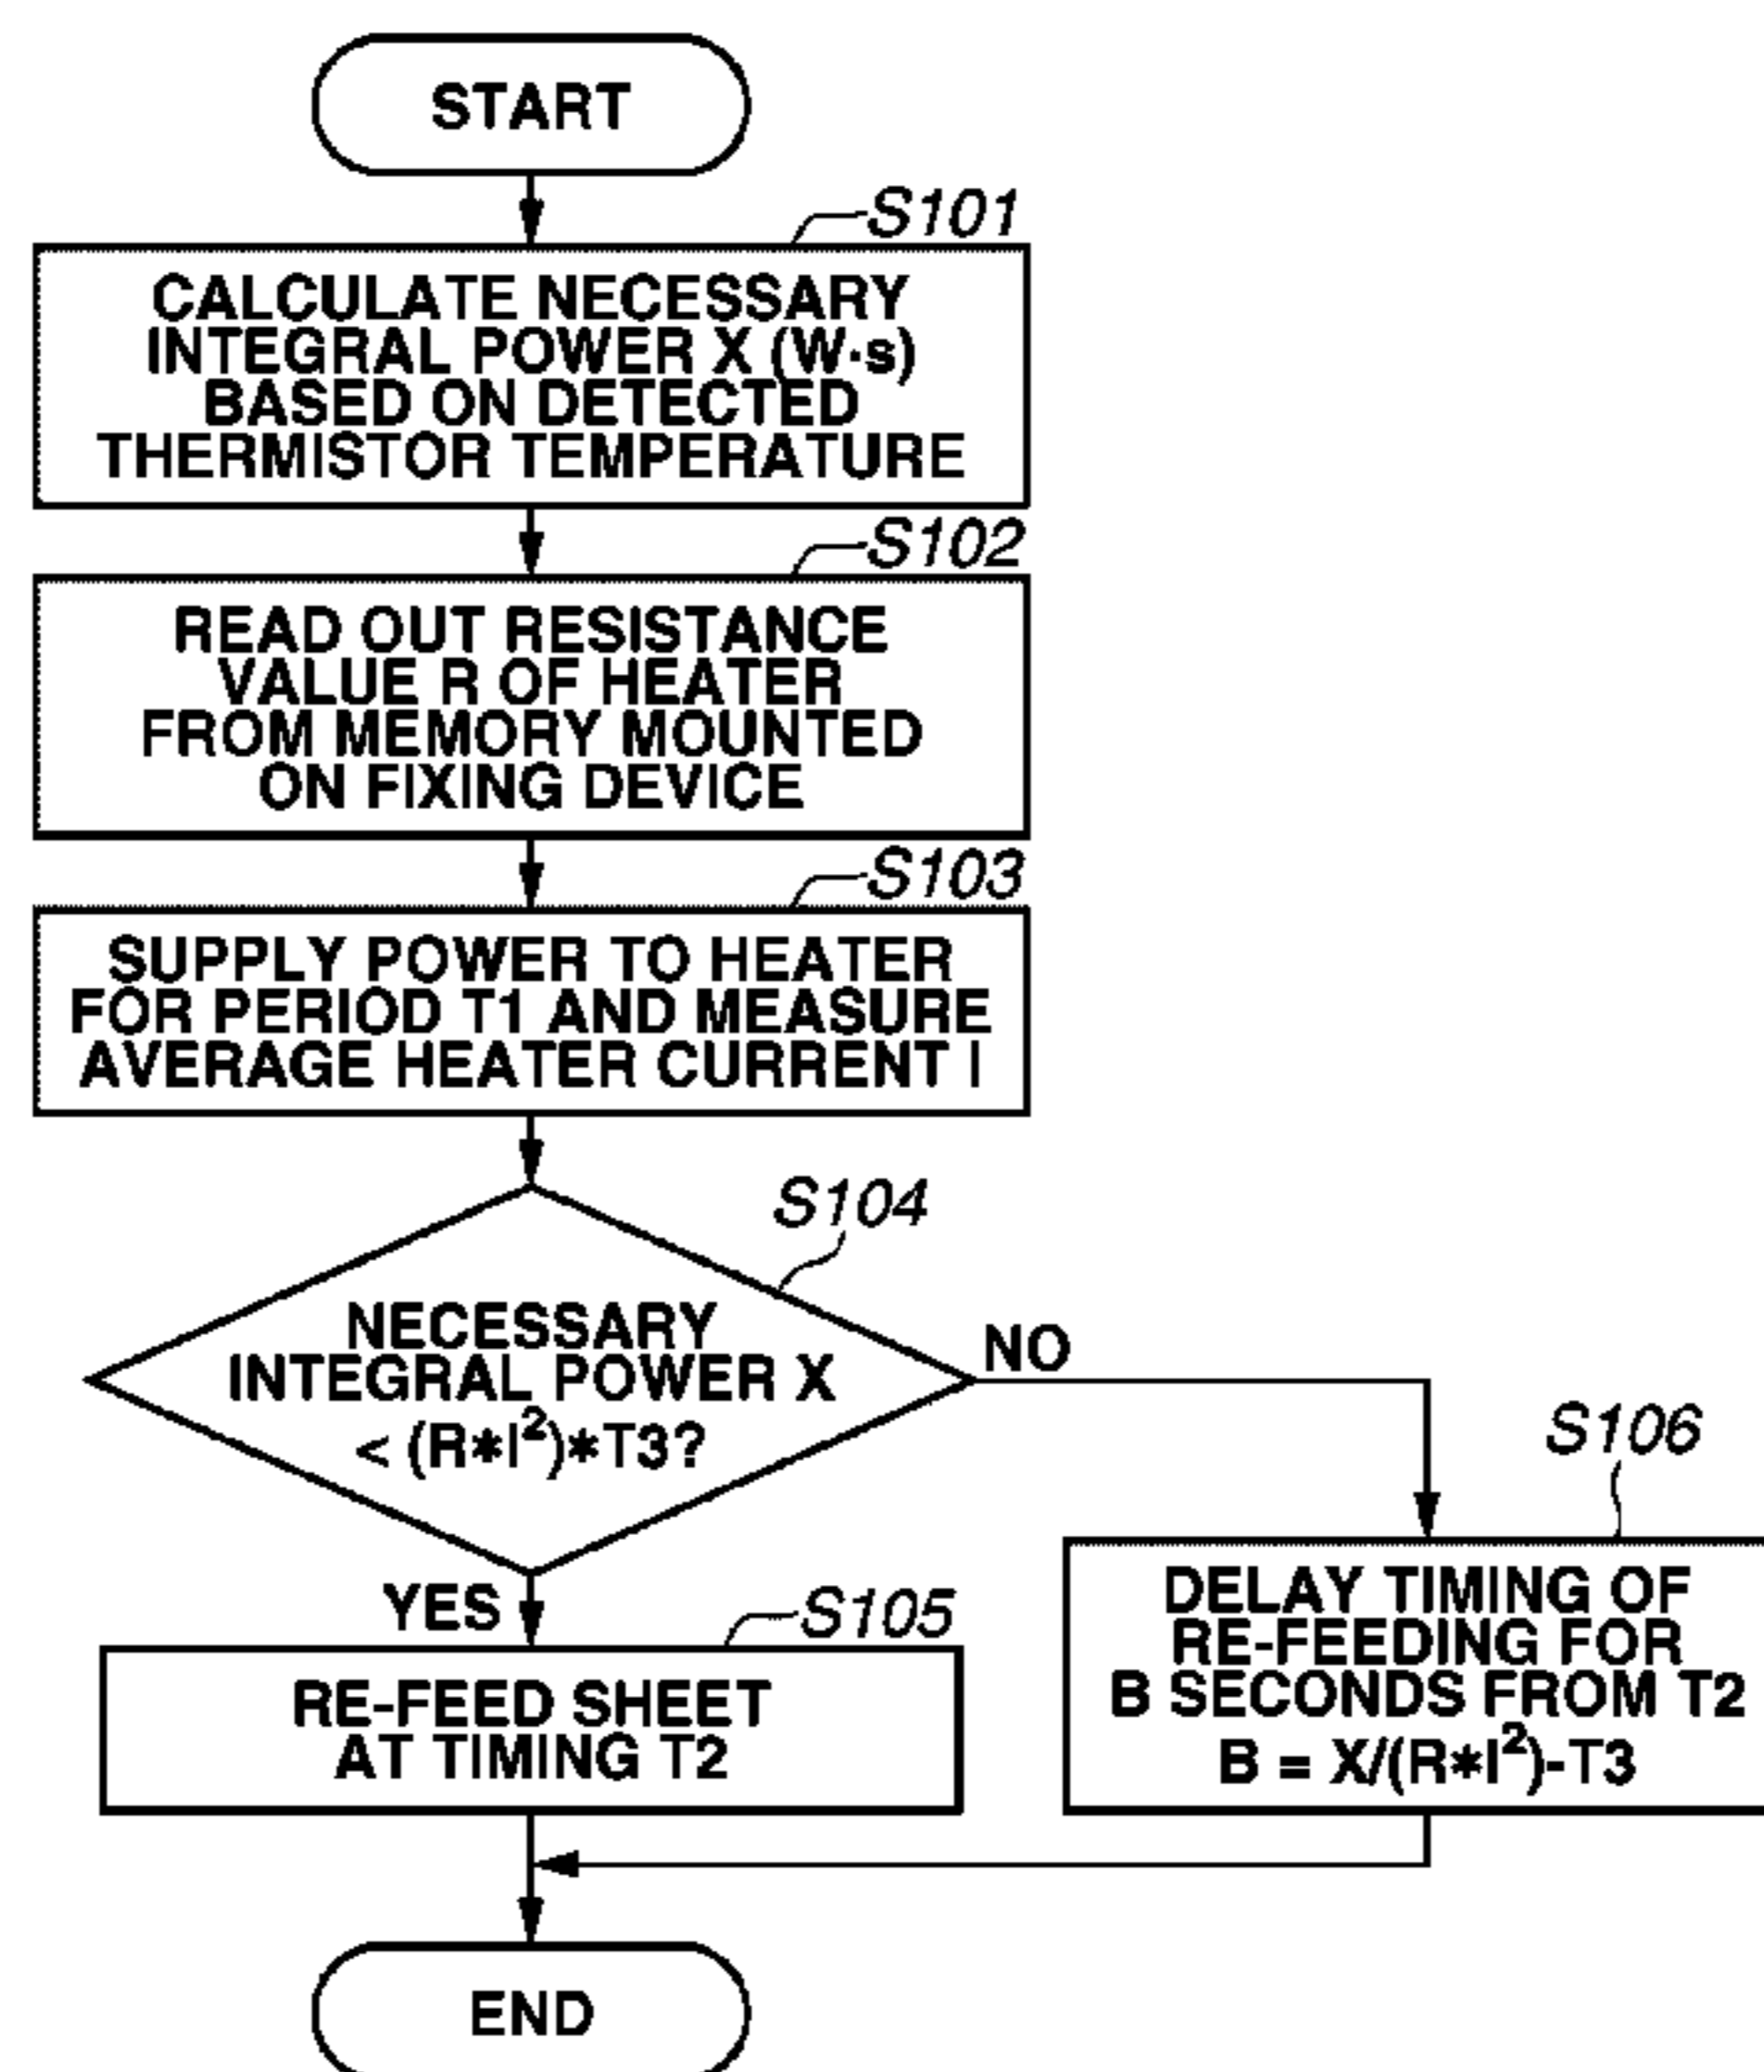 START
S101
CALCULATE NECESSARY
INTEGRAL POWER X (W·s)
BASED ON DETECTED
THERMISTOR TEMPERATURE
S102
READ OUT RESISTANCE
VALUE R OF HEATER
FROM MEMORY MOUNTED
ON FIXING DEVICE
S103
SUPPLY POWER TO HEATER
FOR PERIOD T1 AND MEASURE
AVERAGE HEATER CURRENT I
S104
NECESSARY
INTEGRAL POWER X
< (R*I²)*T3?
NO
YES
S105
RE-FEED SHEET
AT TIMING T2
S106
DELAY TIMING OF
RE-FEEDING FOR
B SECONDS FROM T2
B = X/(R*I²)-T3
END